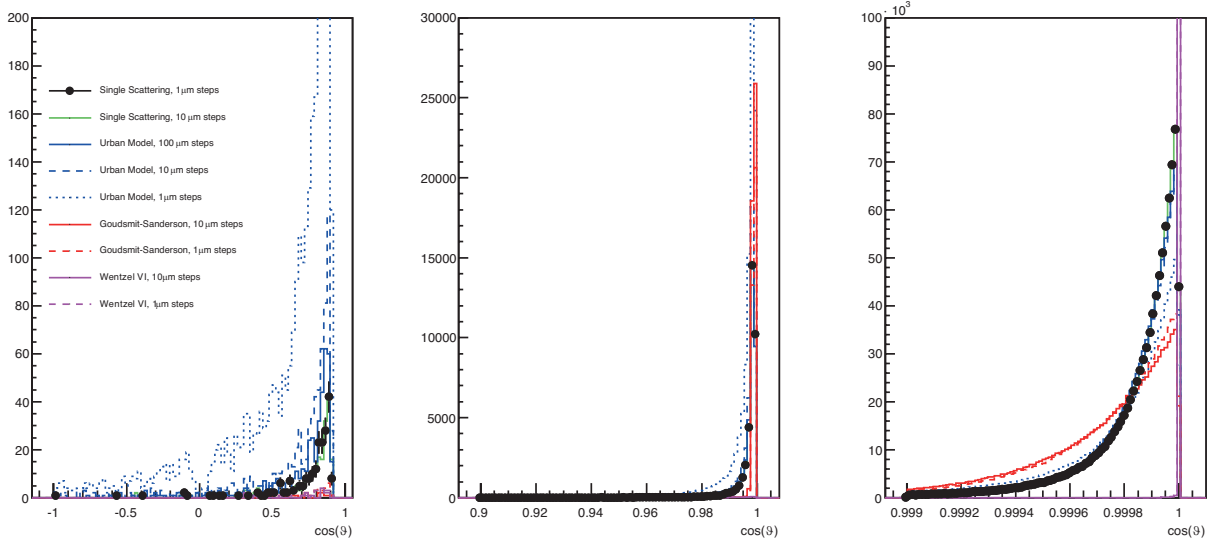 200
180
160
140
120
100
80
60
40
20
0
Single Scattering, 1μm steps
Single Scattering, 10 μm steps
Urban Model, 100 μm steps
Urban Model, 10 μm steps
Urban Model, 1μm steps
Goudsmit-Sanderson, 10 μm steps
Goudsmit-Sanderson, 1μm steps
Wentzel VI, 10μm steps
Wentzel VI, 1μm steps
-1 -0.5 0 0.5 1
cos(ϑ)
30000
25000
20000
15000
10000
5000
0
0.9 0.92 0.94 0.96 0.98 1
cos(ϑ)
100 · 10³
90
80
70
60
50
40
30
20
10
0
0.999 0.9992 0.9994 0.9996 0.9998 1
cos(ϑ)